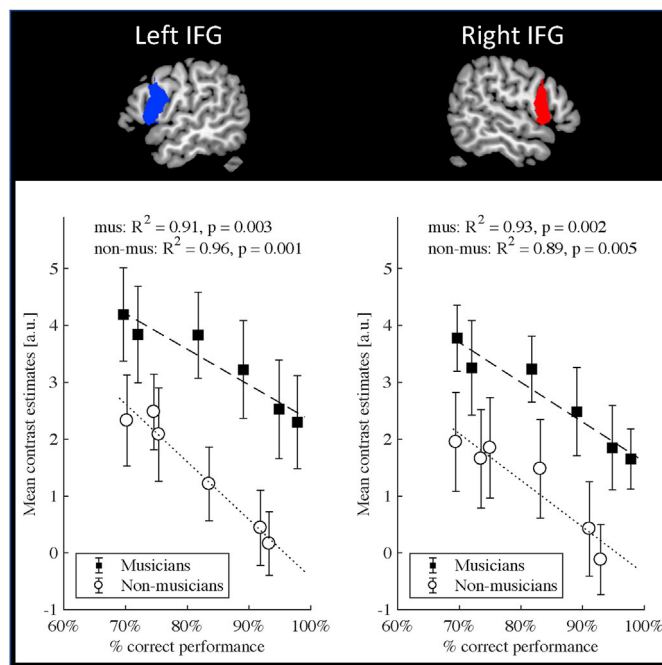 Left IFG
Right IFG
mus: R² = 0.91, p = 0.003
non-mus: R² = 0.96, p = 0.001
Mean contrast estimates [a.u.]
5
4
3
2
1
0
-1
Musicians
Non-musicians
60% 70% 80% 90% 100%
% correct performance
mus: R² = 0.93, p = 0.002
non-mus: R² = 0.89, p = 0.005
Mean contrast estimates [a.u.]
5
4
3
2
1
0
-1
Musicians
Non-musicians
60% 70% 80% 90% 100%
% correct performance